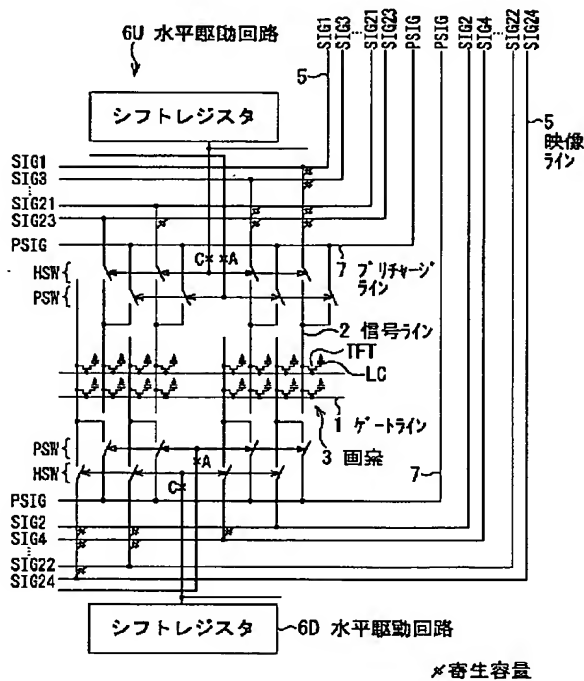 6U 水平駆動回路
SIG1
SIG3
SIG21
SIG23
PSIG
PSIG
SIG2
SIG4
SIG22
SIG24
5
5
映像
ライン
シフトレジスタ
SIG1
SIG3
SIG21
SIG23
PSIG
C
A
7 プリチャージ
ライン
HSW
PSW
2 信号ライン
TFT
LC
1 ゲートライン
3 画素
PSW
HSW
A
C
7
PSIG
SIG2
SIG4
SIG22
SIG24
シフトレジスタ
6D 水平駆動回路
寄生容量